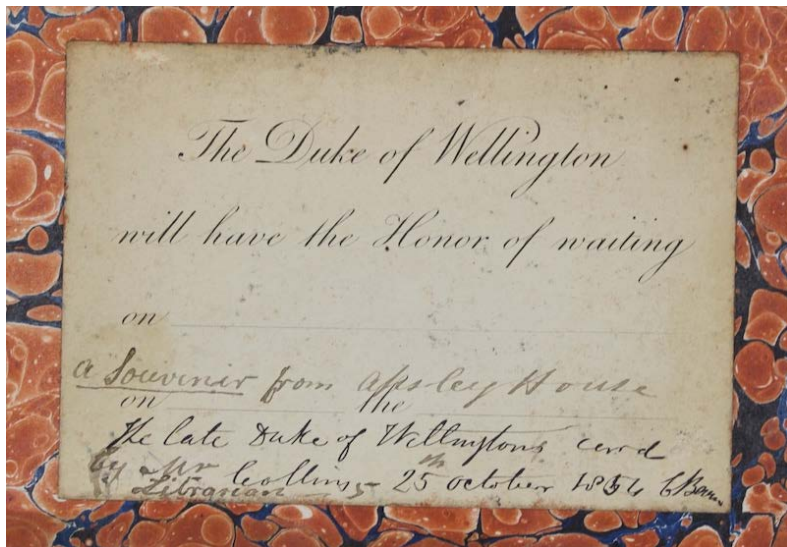 The Duke of Wellington
will have the Honor of waiting
on
a Souvenir from Apsley House
on the
the late Duke of Wellingtons card
by Mr Collins 25th october 1854
Librarian